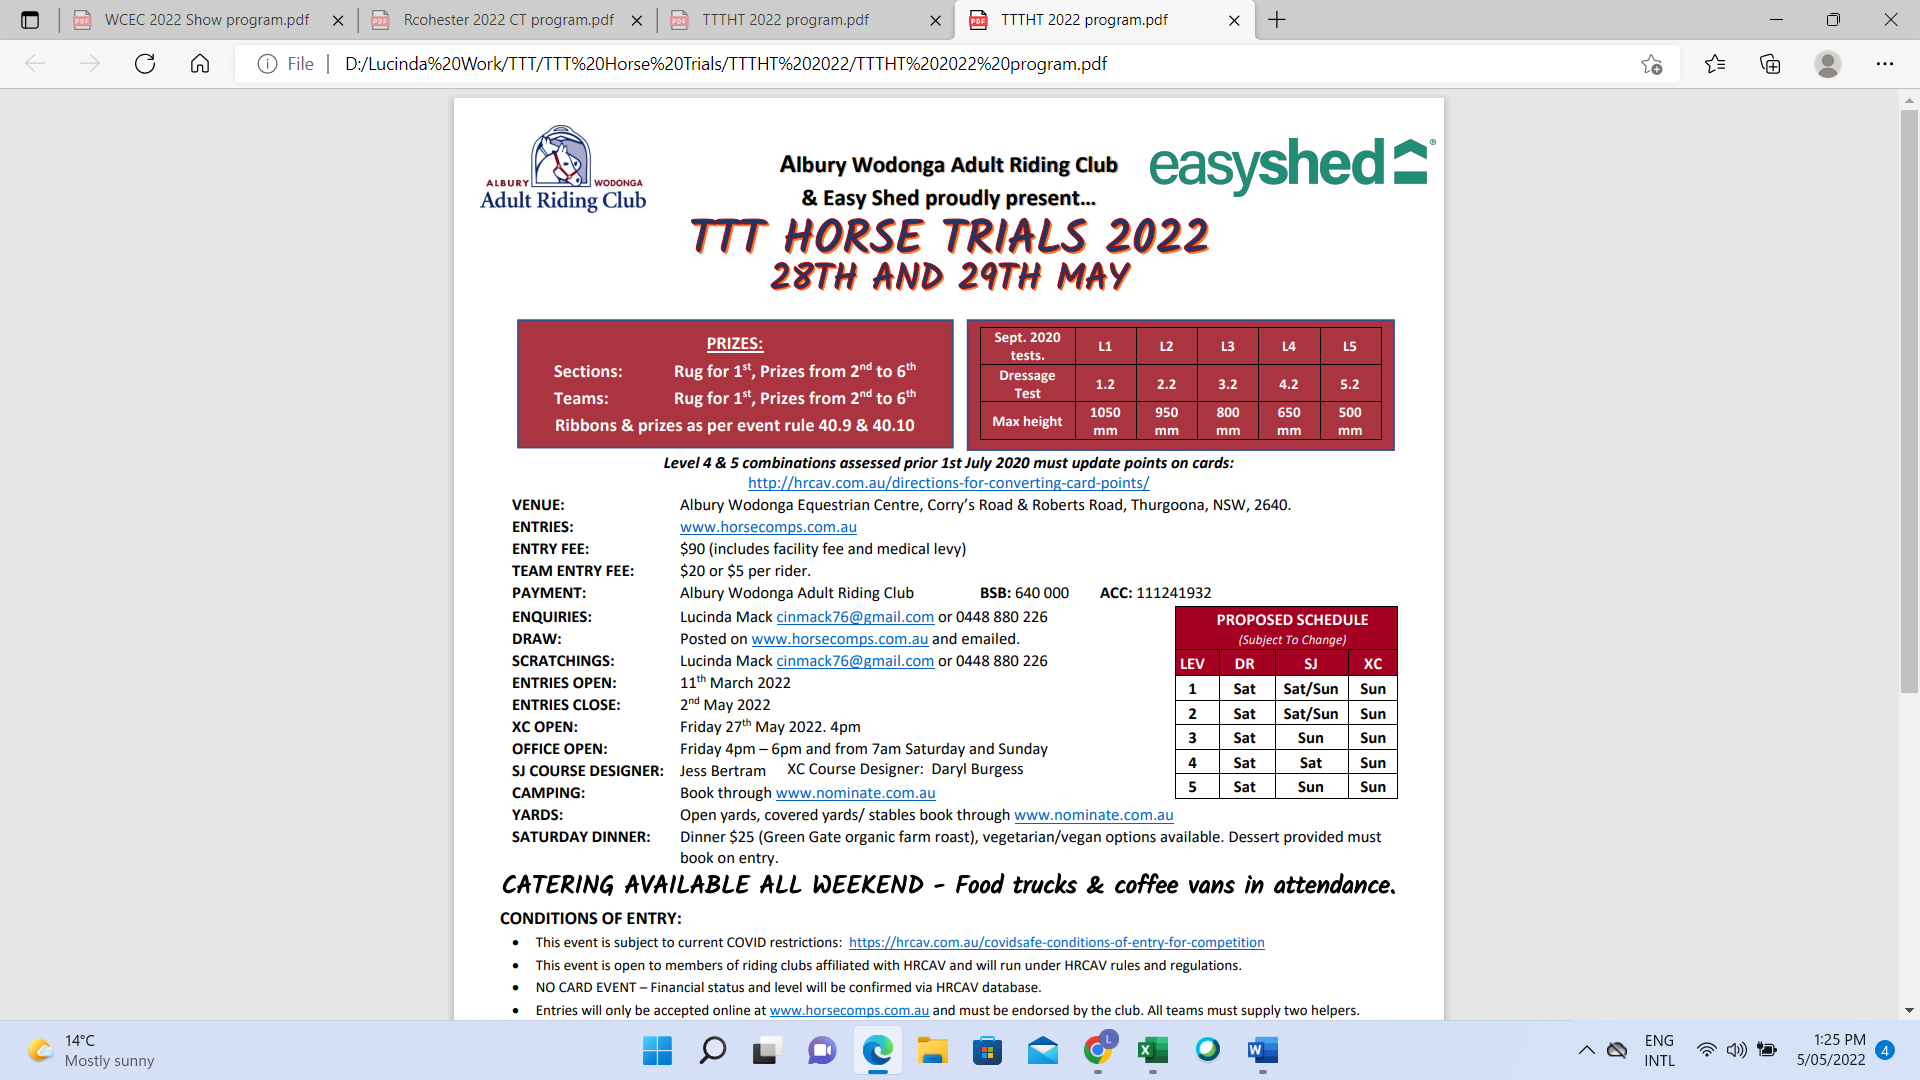 WCEC 2022 Show program.pdf
Rcohester 2022 CT program.pdf
TTTHT 2022 program.pdf
TTTHT 2022 program.pdf
File
D:/Lucinda%20Work/TTT/TTT%20Horse%20Trials/TTTHT%202022/TTTHT%202022%20program.pdf
ALBURY WODONGA
Adult Riding Club
Albury Wodonga Adult Riding Club
& Easy Shed proudly present...
easyshed®
TTT HORSE TRIALS 2022
28TH AND 29TH MAY
PRIZES:
Sections: Rug for 1st, Prizes from 2nd to 6th
Teams: Rug for 1st, Prizes from 2nd to 6th
Ribbons & prizes as per event rule 40.9 & 40.10
Sept. 2020 tests. L1 L2 L3 L4 L5
Dressage Test 1.2 2.2 3.2 4.2 5.2
Max height 1050 mm 950 mm 800 mm 650 mm 500 mm
Level 4 & 5 combinations assessed prior 1st July 2020 must update points on cards:
http://hrcav.com.au/directions-for-converting-card-points/
VENUE: Albury Wodonga Equestrian Centre, Corry's Road & Roberts Road, Thurgoona, NSW, 2640.
ENTRIES: www.horsecomps.com.au
ENTRY FEE: $90 (includes facility fee and medical levy)
TEAM ENTRY FEE: $20 or $5 per rider.
PAYMENT: Albury Wodonga Adult Riding Club BSB: 640 000 ACC: 111241932
ENQUIRIES: Lucinda Mack cinmack76@gmail.com or 0448 880 226
DRAW: Posted on www.horsecomps.com.au and emailed.
SCRATCHINGS: Lucinda Mack cinmack76@gmail.com or 0448 880 226
ENTRIES OPEN: 11th March 2022
ENTRIES CLOSE: 2nd May 2022
XC OPEN: Friday 27th May 2022. 4pm
OFFICE OPEN: Friday 4pm – 6pm and from 7am Saturday and Sunday
SJ COURSE DESIGNER: Jess Bertram XC Course Designer: Daryl Burgess
CAMPING: Book through www.nominate.com.au
PROPOSED SCHEDULE
(Subject To Change)
LEV DR SJ XC
1 Sat Sat/Sun Sun
2 Sat Sat/Sun Sun
3 Sat Sun Sun
4 Sat Sat Sun
5 Sat Sun Sun
YARDS: Open yards, covered yards/ stables book through www.nominate.com.au
SATURDAY DINNER: Dinner $25 (Green Gate organic farm roast), vegetarian/vegan options available. Dessert provided must
book on entry.
CATERING AVAILABLE ALL WEEKEND - Food trucks & coffee vans in attendance.
CONDITIONS OF ENTRY:
• This event is subject to current COVID restrictions: https://hrcav.com.au/covidsafe-conditions-of-entry-for-competition
• This event is open to members of riding clubs affiliated with HRCAV and will run under HRCAV rules and regulations.
• NO CARD EVENT – Financial status and level will be confirmed via HRCAV database.
• Entries will only be accepted online at www.horsecomps.com.au and must be endorsed by the club. All teams must supply two helpers.
14°C
Mostly sunny
L
ENG
INTL
1:25 PM
5/05/2022
4